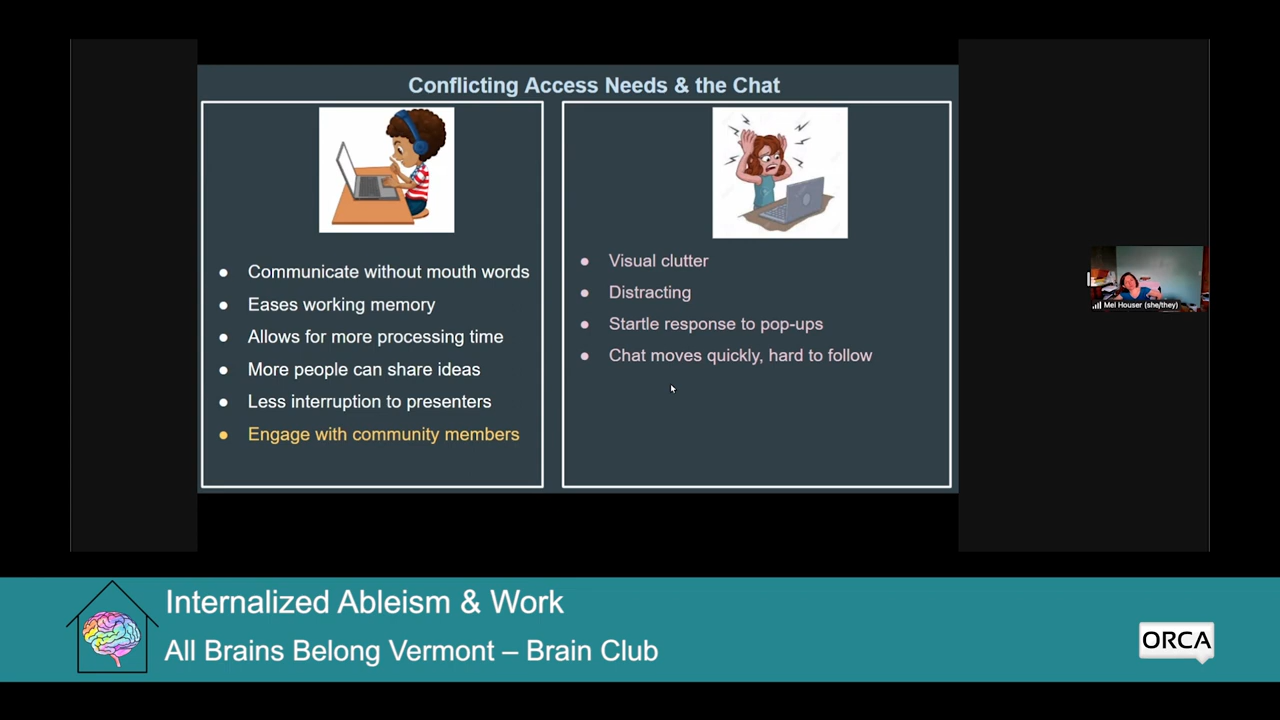 Conflicting Access Needs & the Chat
● Communicate without mouth words
● Eases working memory
● Allows for more processing time
● More people can share ideas
● Less interruption to presenters
● Engage with community members
● Visual clutter
● Distracting
● Startle response to pop-ups
● Chat moves quickly, hard to follow
Mel Houser (she/they)
Internalized Ableism & Work
All Brains Belong Vermont – Brain Club
ORCA